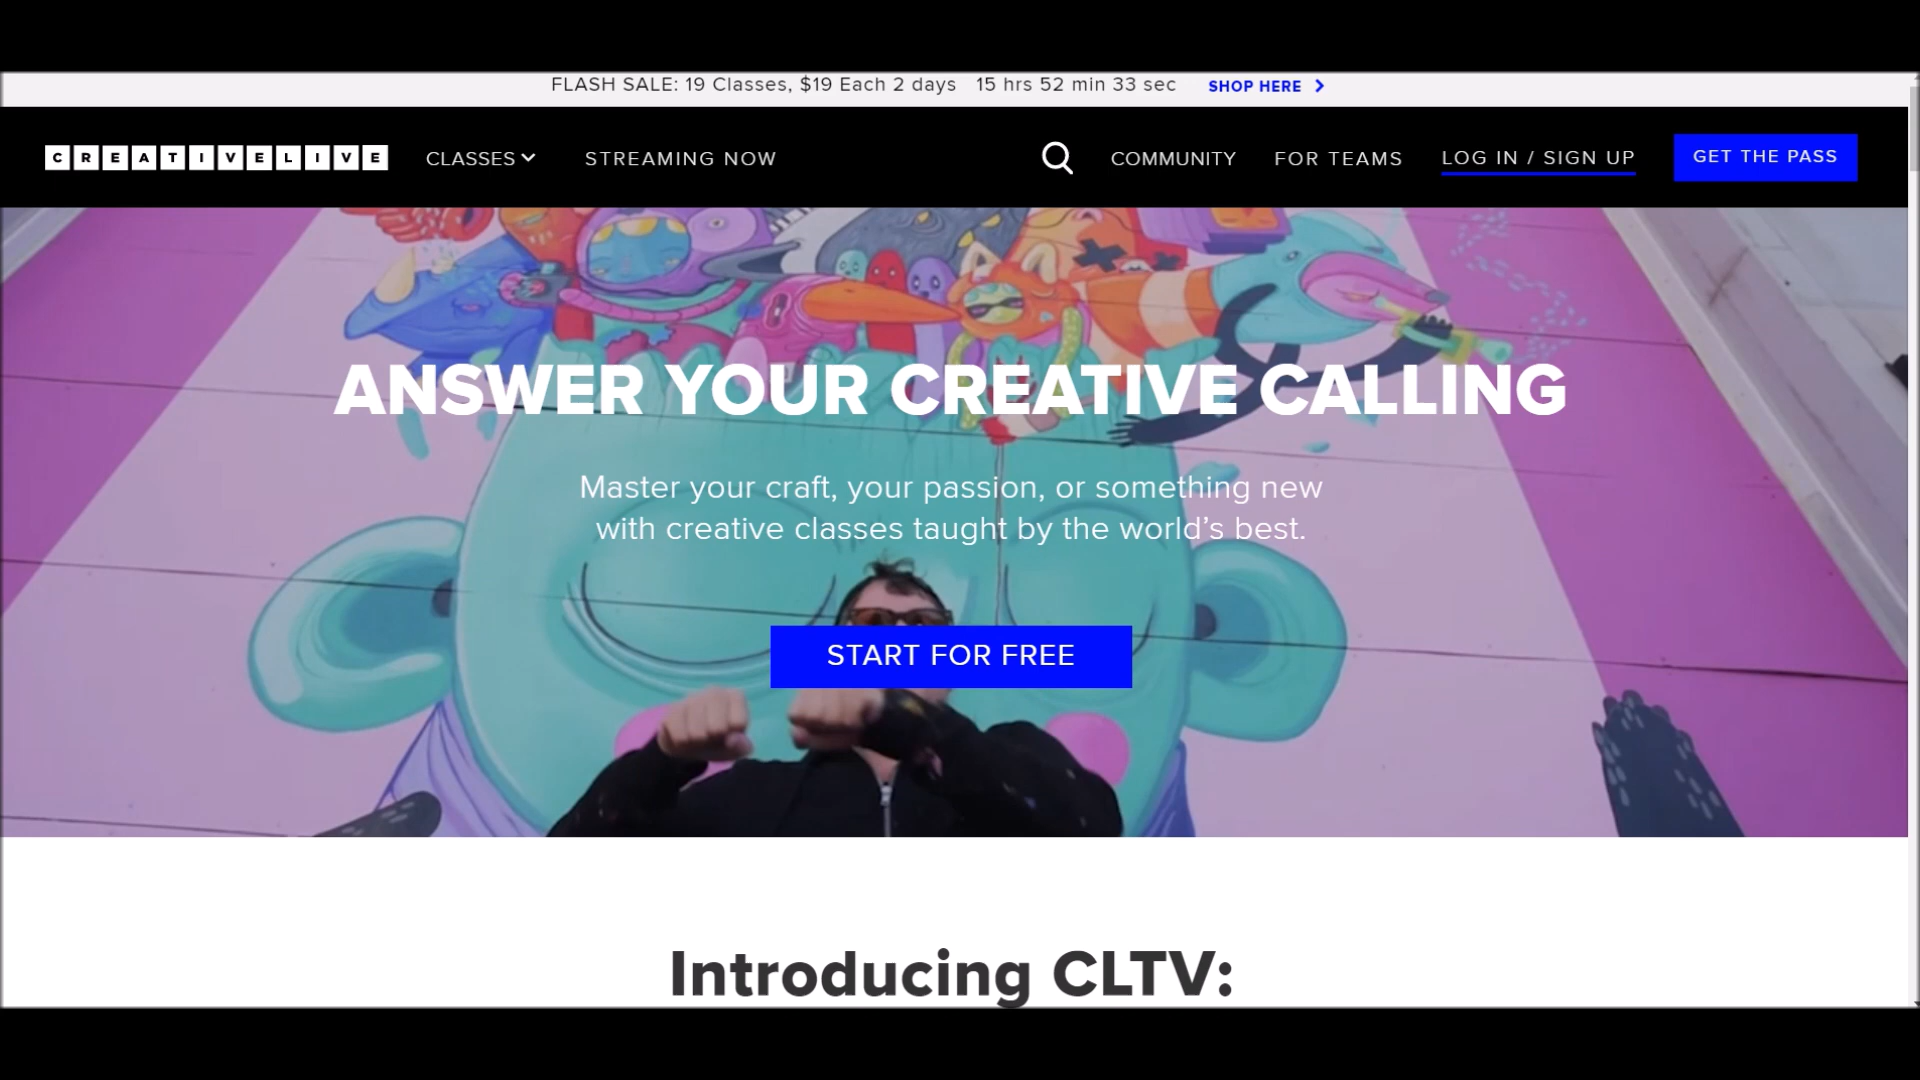 FLASH SALE: 19 Classes, $19 Each 2 days 15 hrs 52 min 33 sec SHOP HERE
CREATIVELIVE CLASSES STREAMING NOW COMMUNITY FOR TEAMS LOG IN / SIGN UP GET THE PASS
ANSWER YOUR CREATIVE CALLING
Master your craft, your passion, or something new
with creative classes taught by the world’s best.
START FOR FREE
Introducing CLTV: